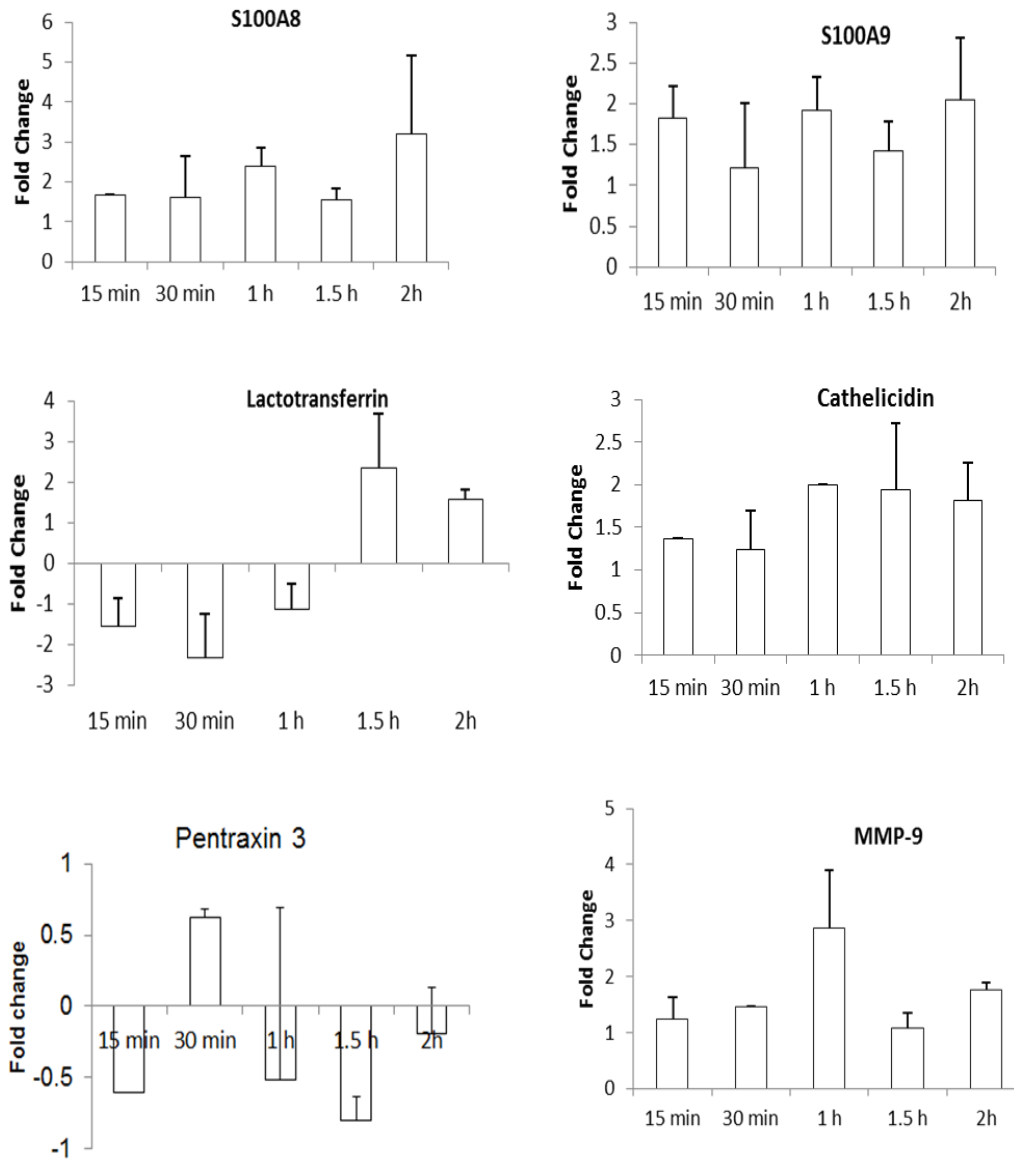 S100A8
Fold Change
6
5
4
3
2
1
0
15 min 30 min 1 h 1.5 h 2h
S100A9
Fold Change
3
2.5
2
1.5
1
0.5
0
15 min 30 min 1 h 1.5 h 2h
Lactotransferrin
Fold Change
4
3
2
1
0
-1
-2
-3
15 min 30 min 1 h 1.5 h 2h
Cathelicidin
Fold Change
3
2.5
2
1.5
1
0.5
0
15 min 30 min 1 h 1.5 h 2h
Pentraxin 3
Fold change
1
0.5
0
-0.5
-1
15 min 30 min 1 h 1.5 h 2h
MMP-9
Fold Change
5
4
3
2
1
0
15 min 30 min 1 h 1.5 h 2h